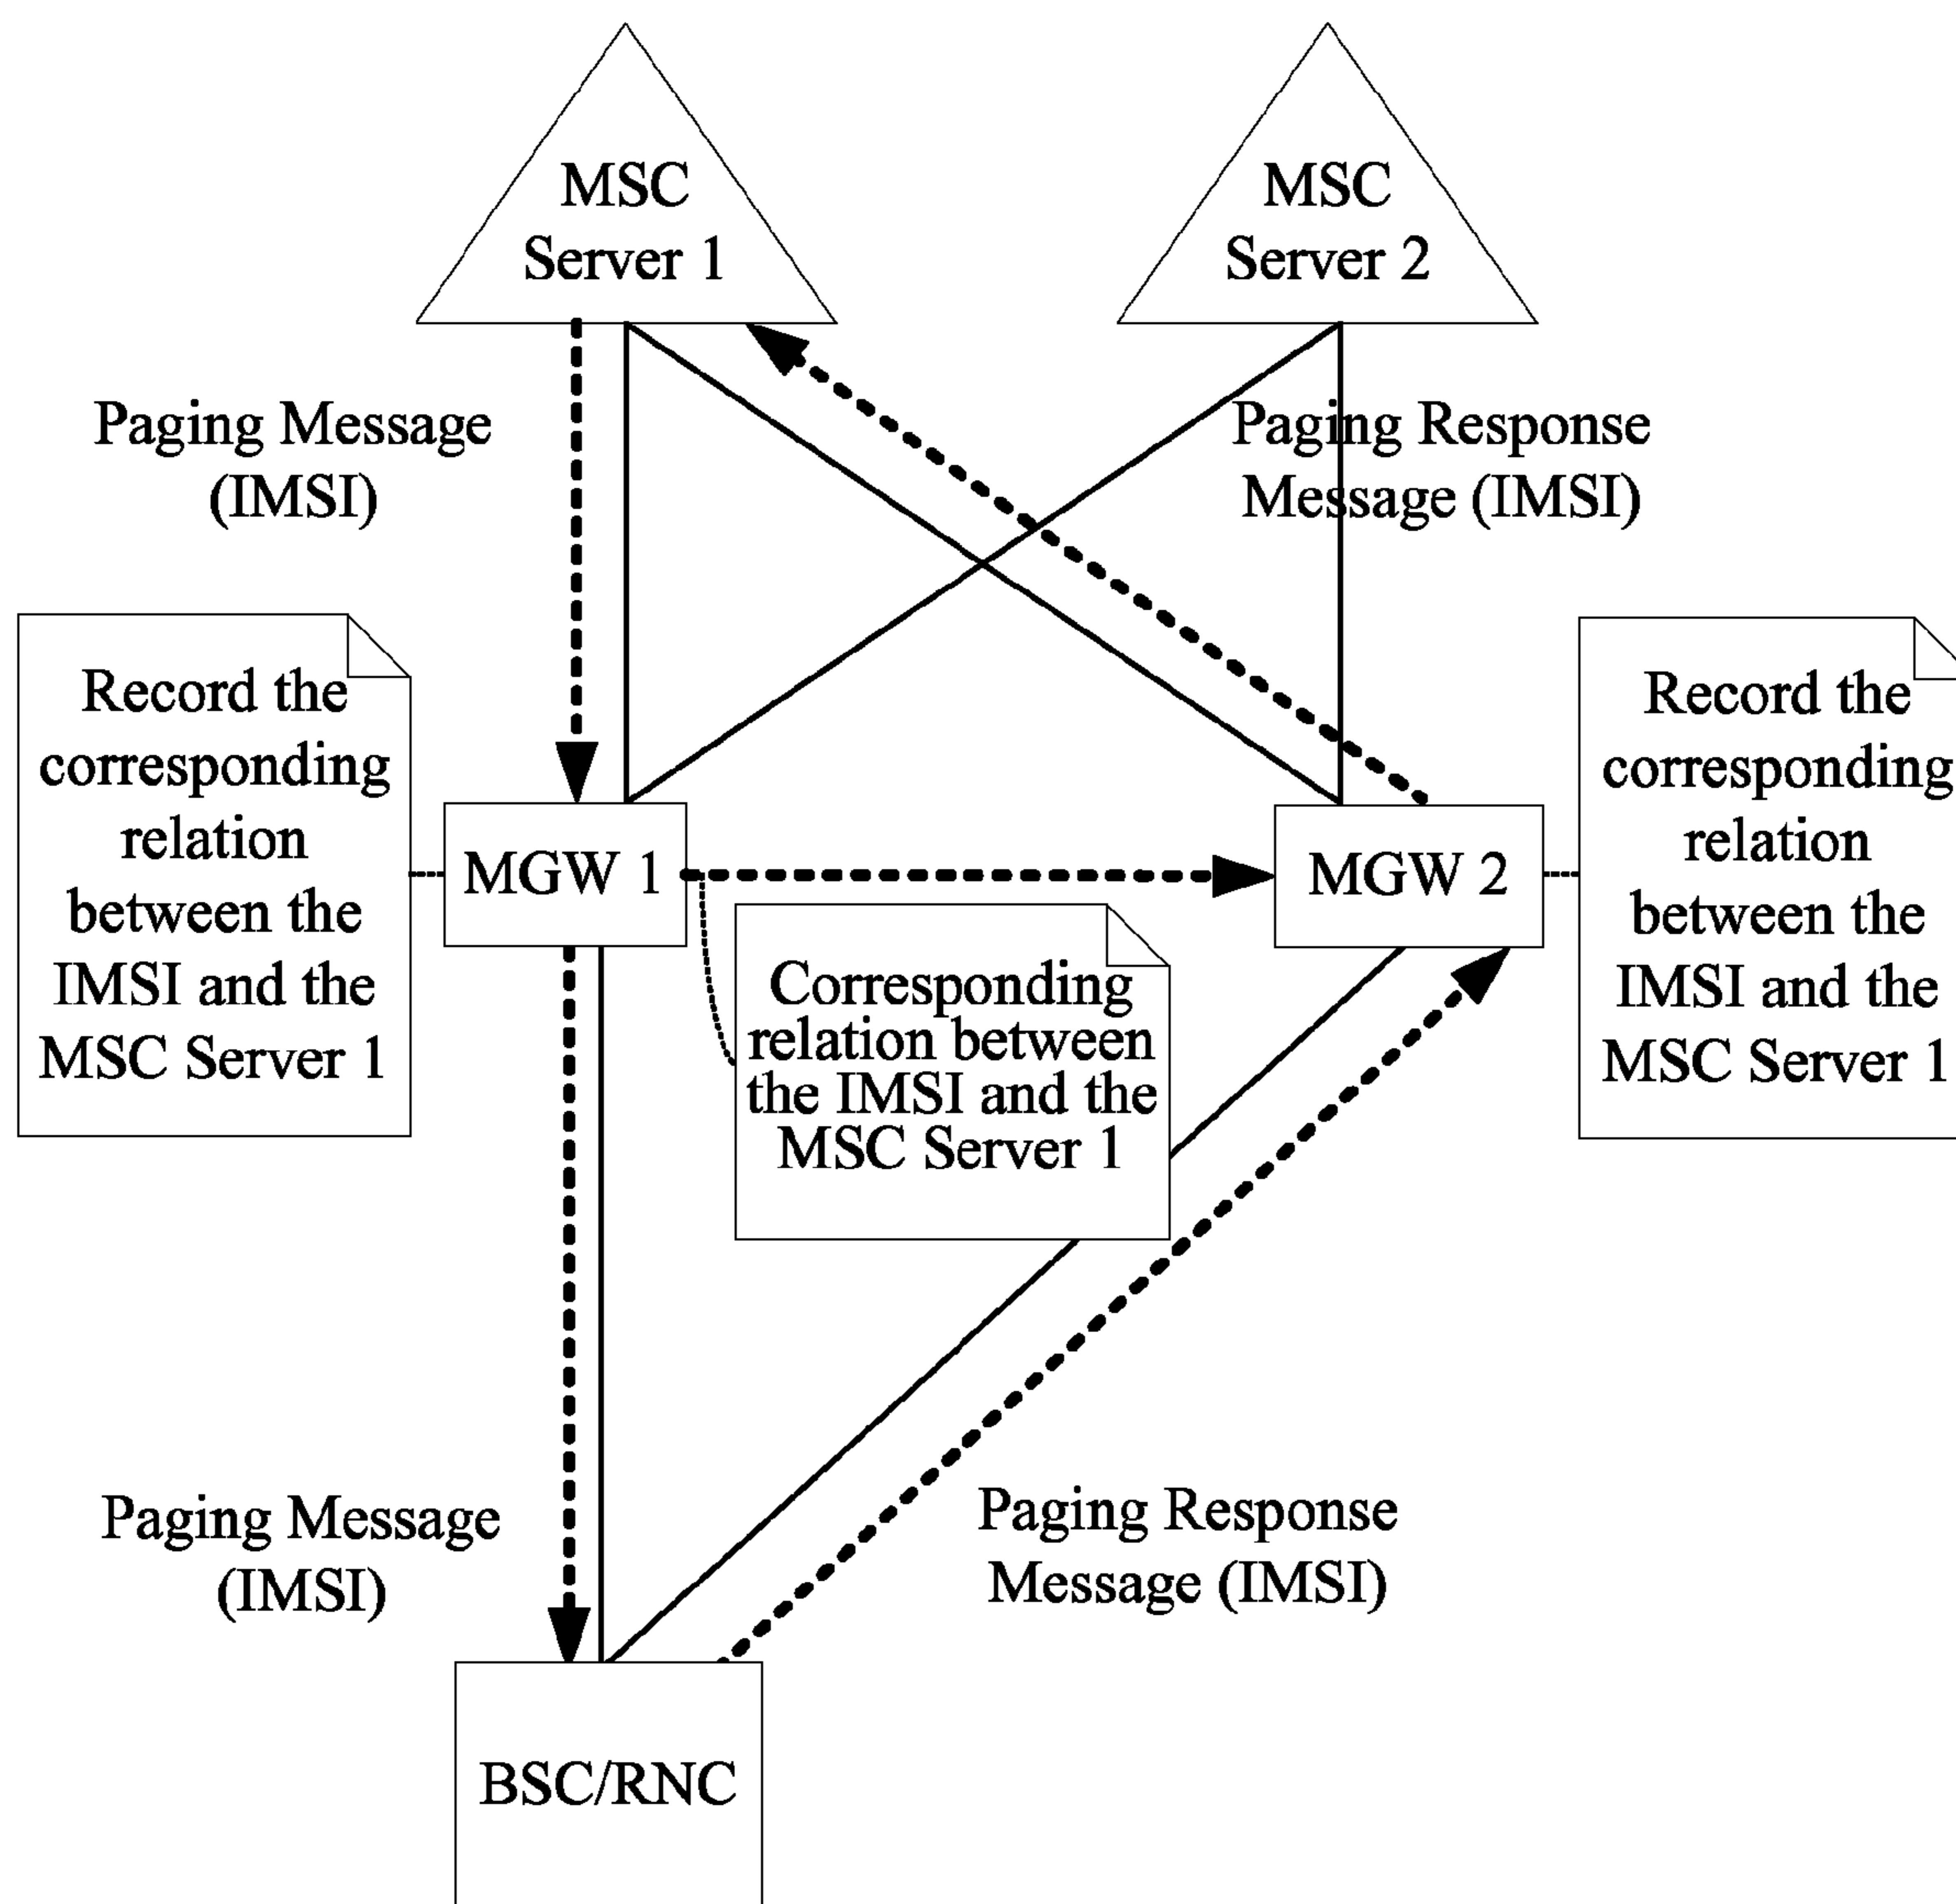 MSC
Server 1
MSC
Server 2
Paging Message
(IMSI)
Paging Response
Message (IMSI)
Record the
corresponding
relation
between the
IMSI and the
MSC Server 1
MGW 1
MGW 2
Record the
corresponding
relation
between the
IMSI and the
MSC Server 1
Corresponding
relation between
the IMSI and the
MSC Server 1
Paging Message
(IMSI)
Paging Response
Message (IMSI)
BSC/RNC